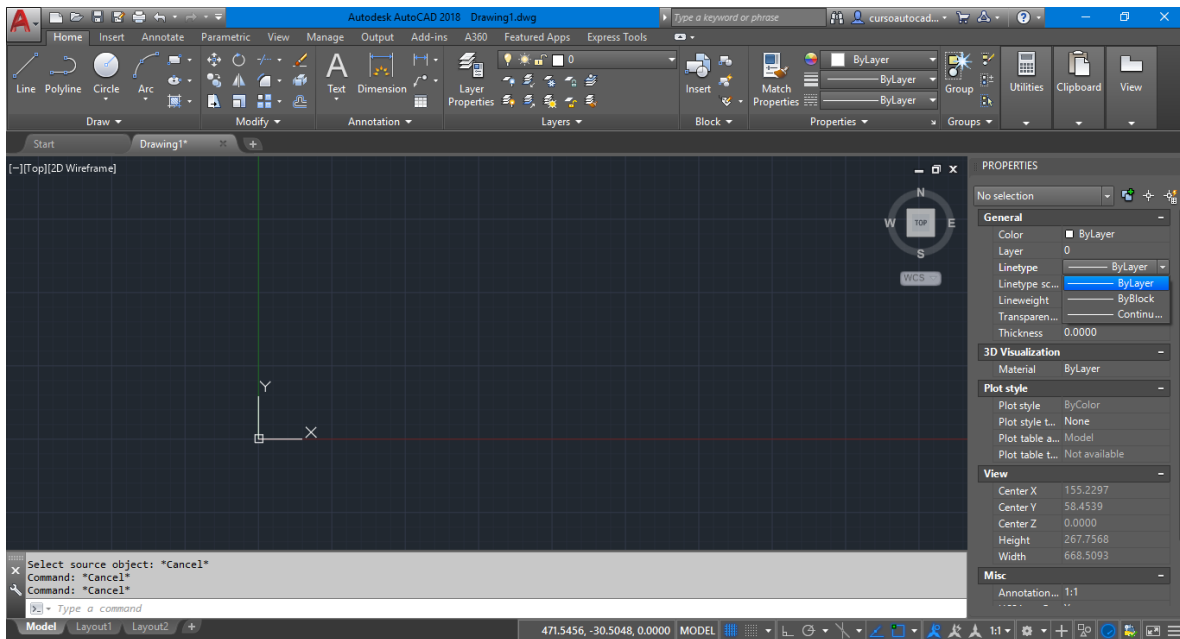 Autodesk AutoCAD 2018 Drawing1.dwg
Type a keyword or phrase
cursoautocad...
Home Insert Annotate Parametric View Manage Output Add-ins A360 Featured Apps Express Tools
Line Polyline Circle Arc
Draw
Modify
Text Dimension
Annotation
Layer Properties
0
Layers
Insert
Block
Match Properties
ByLayer
ByLayer
ByLayer
Properties
Group
Groups
Utilities
Clipboard
View
Start Drawing1*
[−][Top][2D Wireframe]
N
W TOP E
S
WCS
Y
X
PROPERTIES
No selection
General
Color ByLayer
Layer 0
Linetype ByLayer
Linetype sc... ByLayer
Lineweight ByBlock
Transparen... Continu...
Thickness 0.0000
3D Visualization
Material ByLayer
Plot style
Plot style ByColor
Plot style t... None
Plot table a... Model
Plot table t... Not available
View
Center X 155.2297
Center Y 58.4539
Center Z 0.0000
Height 267.7568
Width 668.5093
Misc
Annotation... 1:1
Select source object: *Cancel*
Command: *Cancel*
Command: *Cancel*
Type a command
Model Layout1 Layout2 +
471.5456, -30.5048, 0.0000 MODEL 1:1